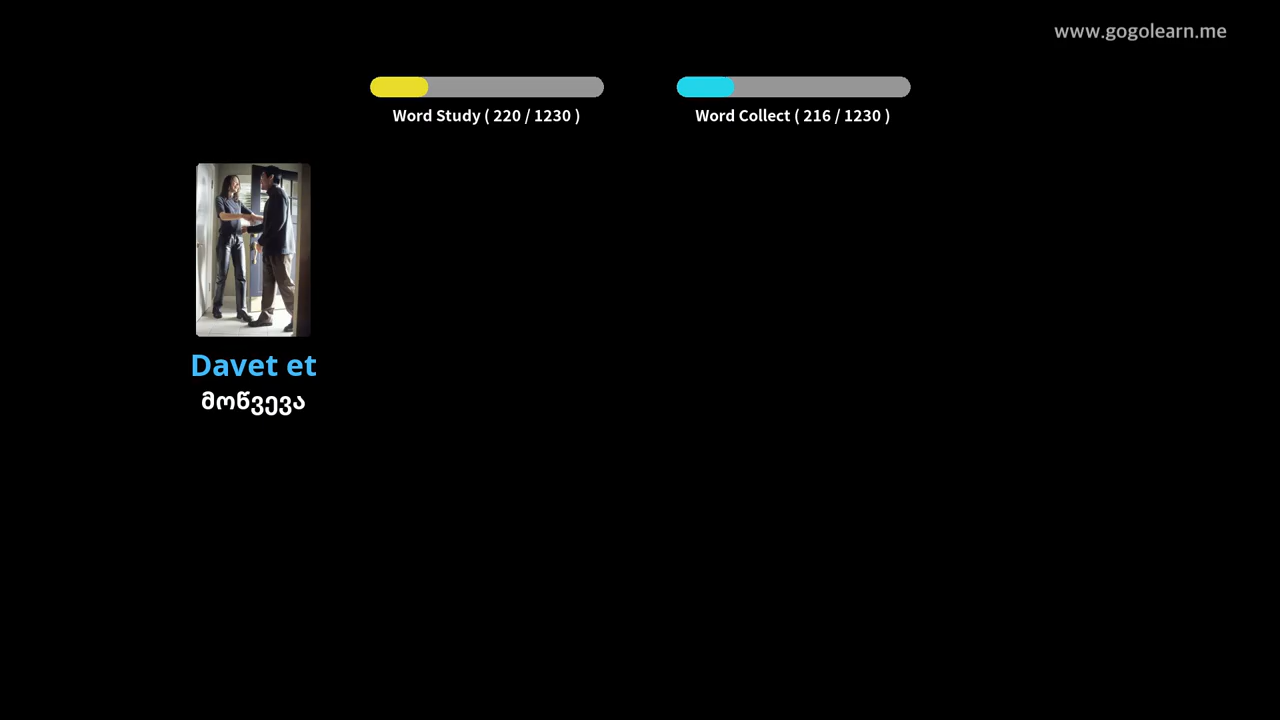 www.gogolearn.me
Word Study ( 220 / 1230 )
Word Collect ( 216 / 1230 )
Davet et
მოწვევა